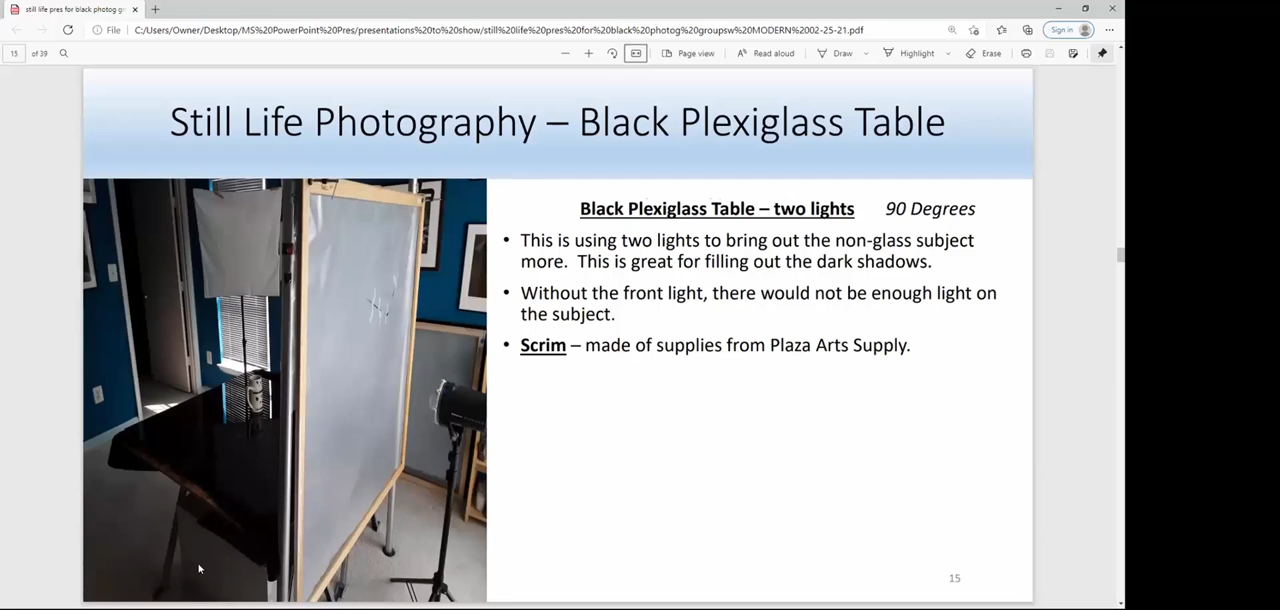 still life pres for black photog gr
File
C:/Users/Owner/Desktop/MS%20PowerPoint%20Pres/presentations%20to%20show/still%20life%20pres%20for%20black%20photog%20groupsw%20MODERN%2002-25-21.pdf
Sign in
15 of 39
Page view
Read aloud
Draw
Highlight
Erase
Still Life Photography – Black Plexiglass Table
Black Plexiglass Table – two lights 90 Degrees
• This is using two lights to bring out the non-glass subject
more. This is great for filling out the dark shadows.
• Without the front light, there would not be enough light on
the subject.
• Scrim – made of supplies from Plaza Arts Supply.
15